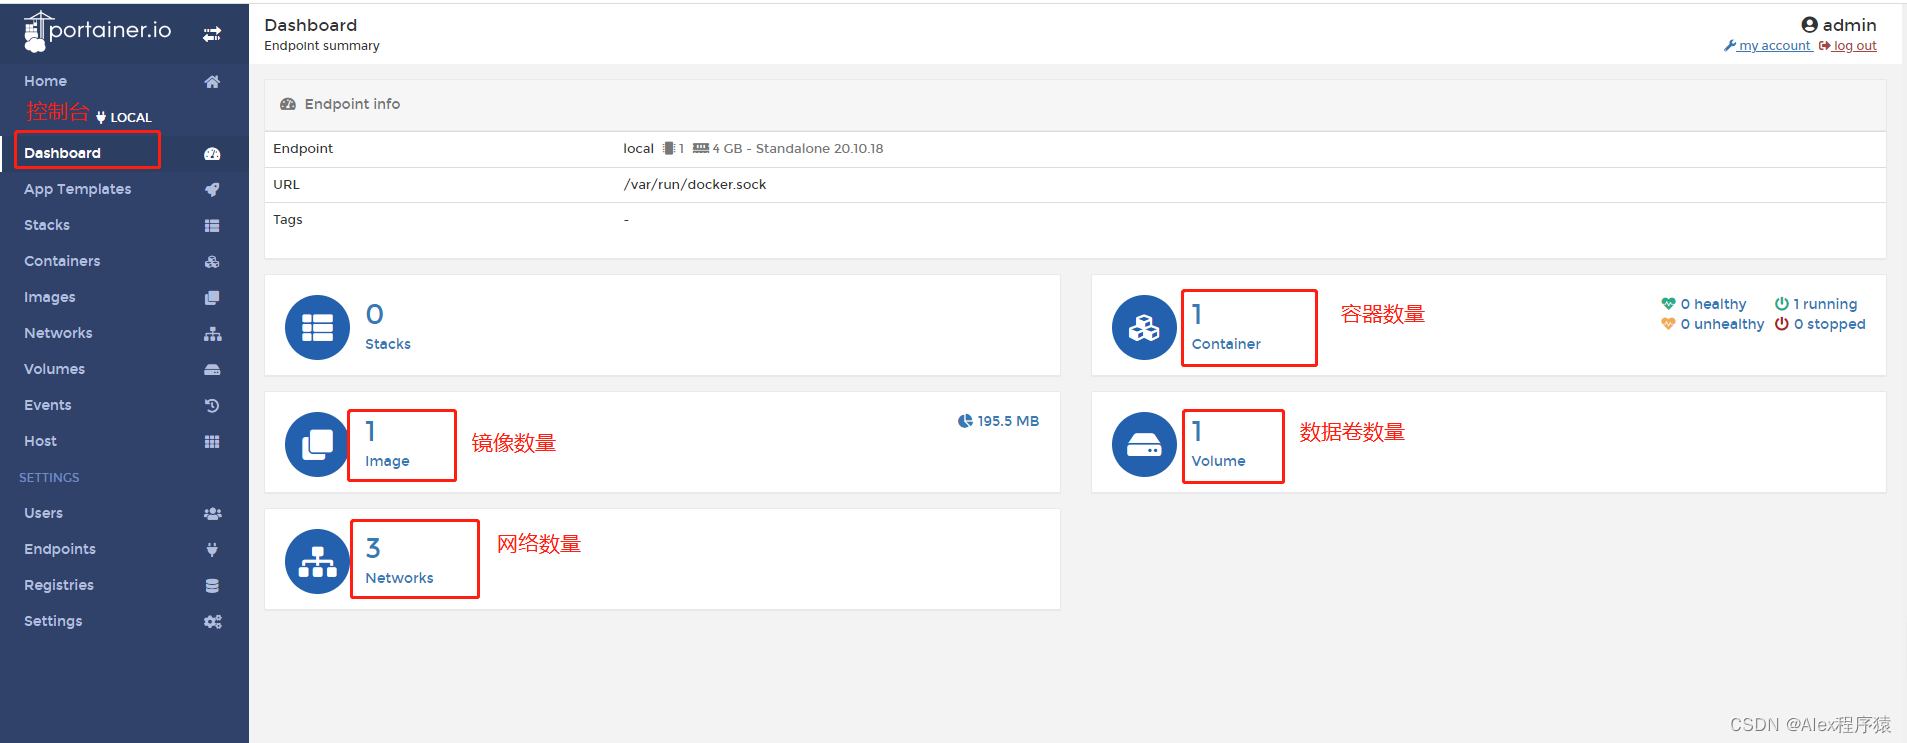 portainer.io
Home
控制台
LOCAL
Dashboard
App Templates
Stacks
Containers
Images
Networks
Volumes
Events
Host
SETTINGS
Users
Endpoints
Registries
Settings
Dashboard
Endpoint summary
admin
my account log out
Endpoint info
Endpoint local 1 4 GB - Standalone 20.10.18
URL /var/run/docker.sock
Tags -
0
Stacks
1
Container
容器数量
0 healthy 1 running
0 unhealthy 0 stopped
1
Image
镜像数量
195.5 MB
1
Volume
数据卷数量
3
Networks
网络数量
CSDN @Alex程序猿